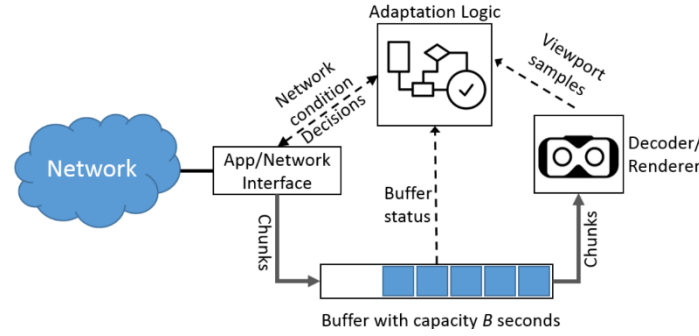 Adaptation Logic
Network
condition
Decisions
Viewport
samples
Network
App/Network
Interface
Decoder/
Renderer
Buffer
status
Chunks
Chunks
Buffer with capacity B seconds